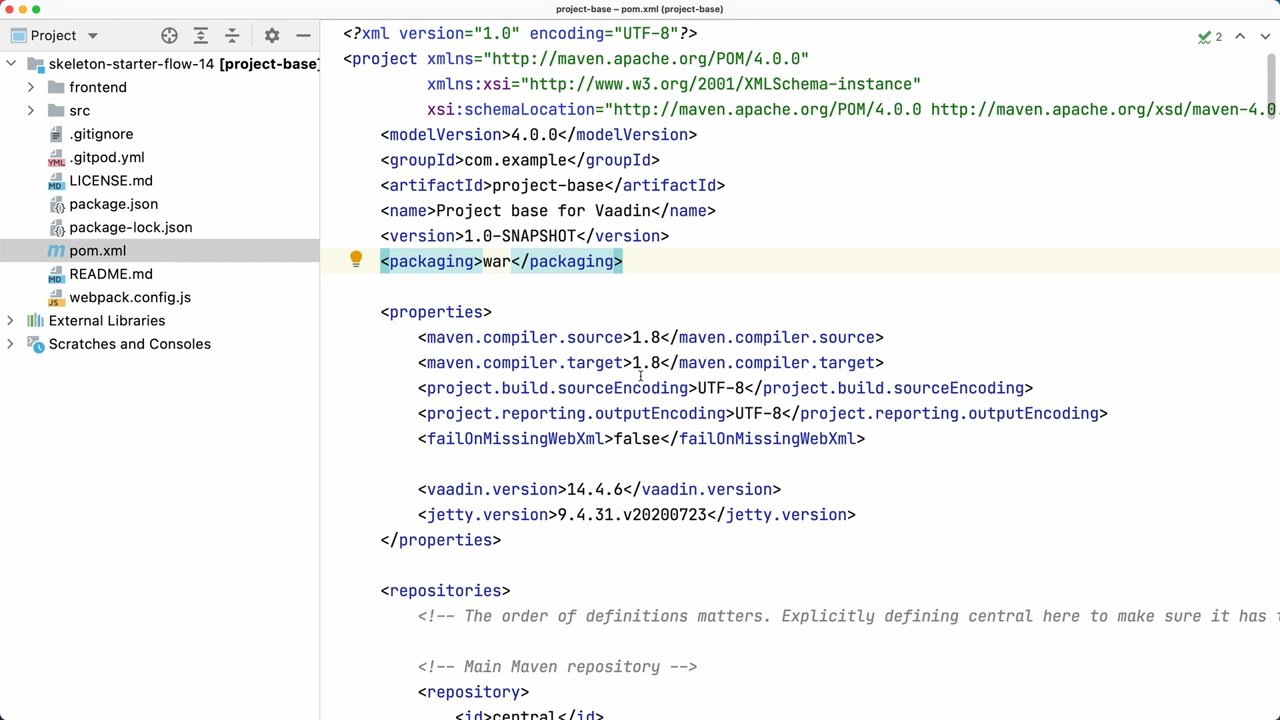 project-base – pom.xml (project-base)
Project
skeleton-starter-flow-14 [project-base]
frontend
src
.gitignore
.gitpod.yml
LICENSE.md
package.json
package-lock.json
pom.xml
README.md
webpack.config.js
External Libraries
Scratches and Consoles
2
<?xml version="1.0" encoding="UTF-8"?>
<project xmlns="http://maven.apache.org/POM/4.0.0"
xmlns:xsi="http://www.w3.org/2001/XMLSchema-instance"
xsi:schemaLocation="http://maven.apache.org/POM/4.0.0 http://maven.apache.org/xsd/maven-4.0
<modelVersion>4.0.0</modelVersion>
<groupId>com.example</groupId>
<artifactId>project-base</artifactId>
<name>Project base for Vaadin</name>
<version>1.0-SNAPSHOT</version>
<packaging>war</packaging>
<properties>
<maven.compiler.source>1.8</maven.compiler.source>
<maven.compiler.target>1.8</maven.compiler.target>
<project.build.sourceEncoding>UTF-8</project.build.sourceEncoding>
<project.reporting.outputEncoding>UTF-8</project.reporting.outputEncoding>
<failOnMissingWebXml>false</failOnMissingWebXml>
<vaadin.version>14.4.6</vaadin.version>
<jetty.version>9.4.31.v20200723</jetty.version>
</properties>
<repositories>
<!-- The order of definitions matters. Explicitly defining central here to make sure it has
<!-- Main Maven repository -->
<repository>
<id>central</id>